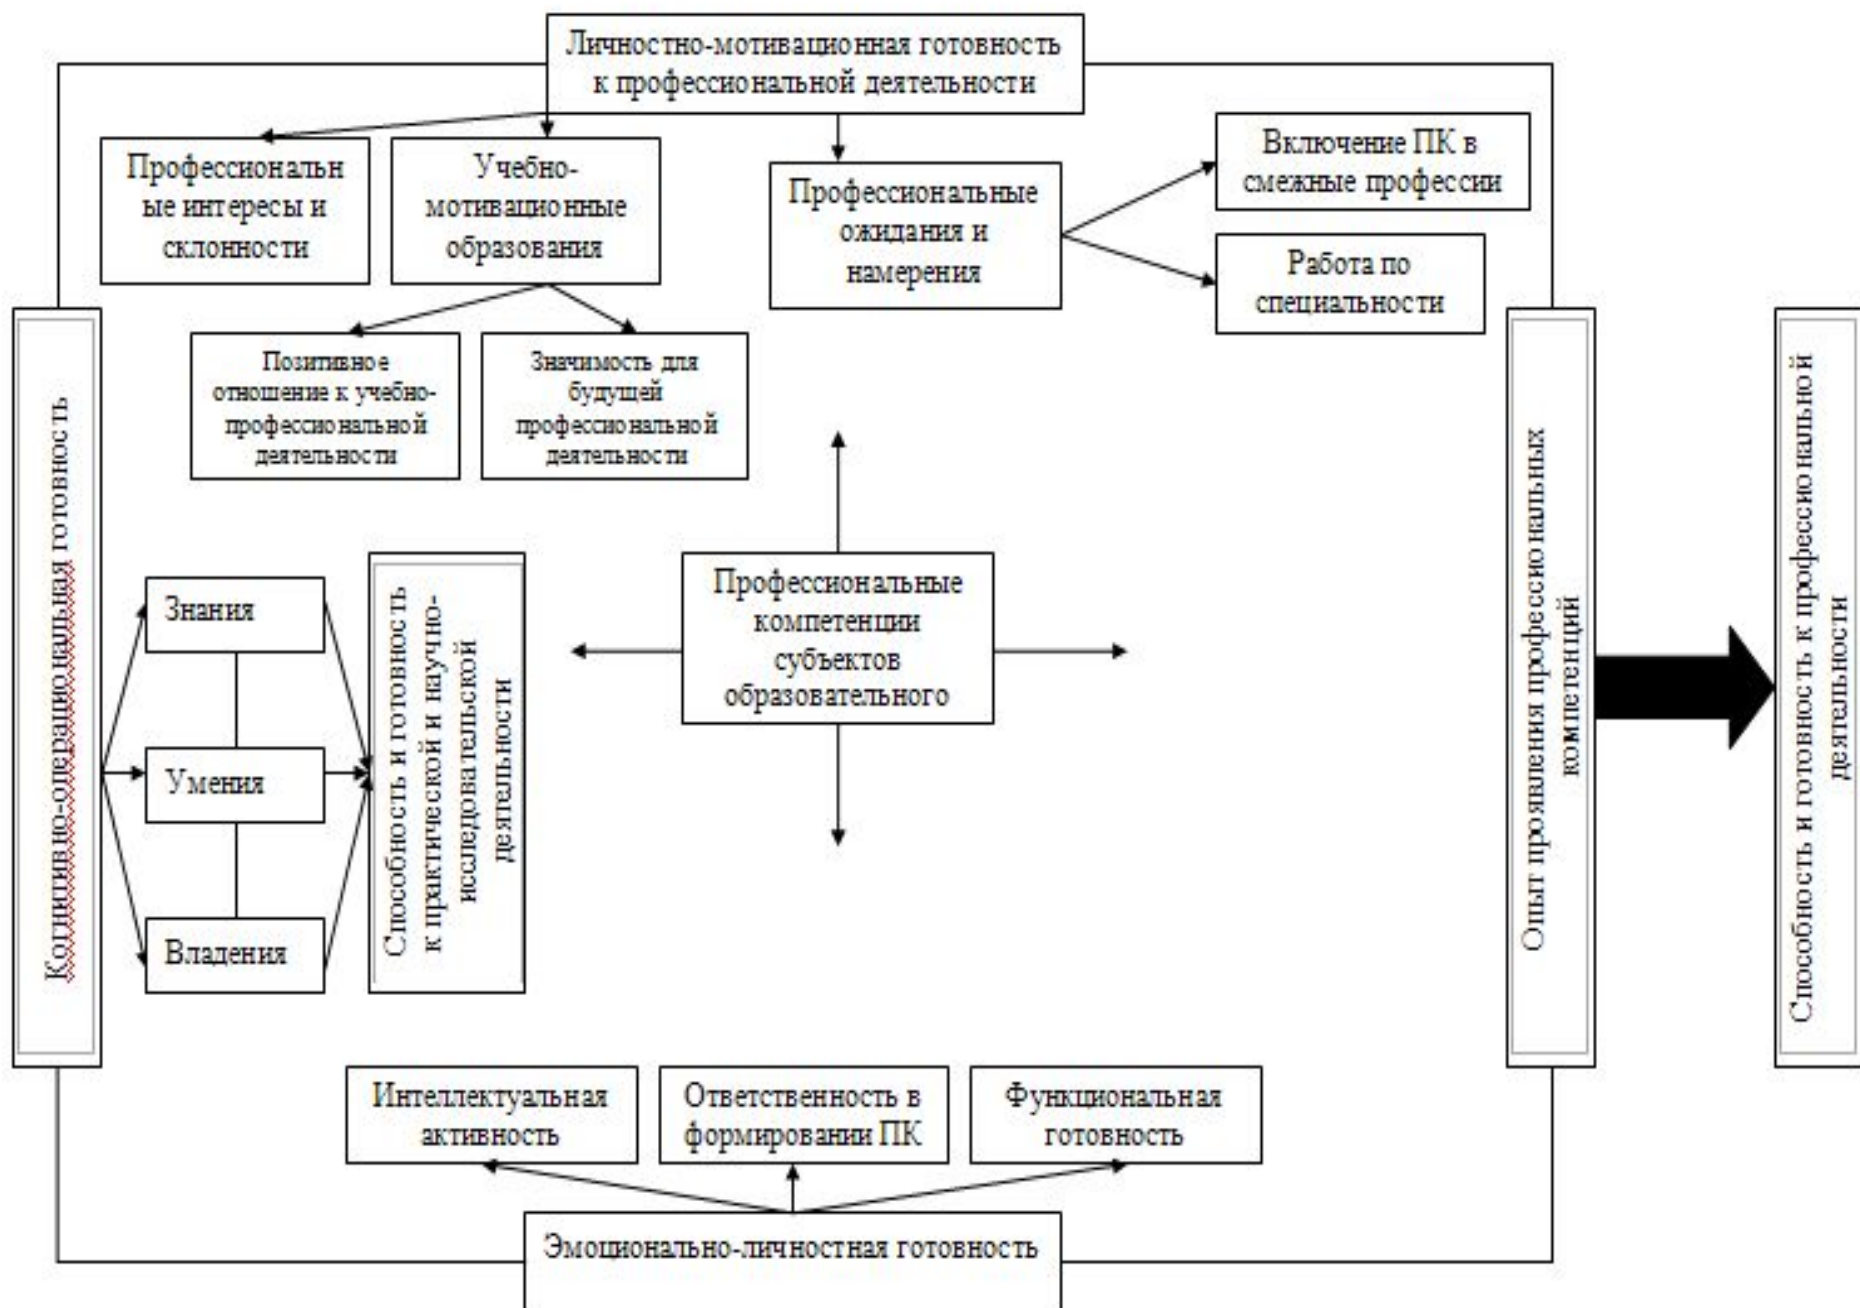 Личностно-мотивационная готовность
к профессиональной деятельности
Профессиональн
ые интересы и
склонности
Учебно-
мотивационные
образования
Профессиональные
ожидания и
намерения
Включение ПК в
смежные профессии
Работа по
специальности
Позитивное
отношение к учебно-
профессиональной
деятельности
Значимость для
будущей
профессиональной
деятельности
Когнитивно-операциональная готовность
Знания
Умения
Владения
Способность и готовность
к практической и научно-
исследовательской
деятельности
Профессиональные
компетенции
субъектов
образовательного
Опыт проявления профессиональных
компетенций
Способность и готовность к профессиональной
деятельности
Интеллектуальная
активность
Ответственность в
формировании ПК
Функциональная
готовность
Эмоционально-личностная готовность